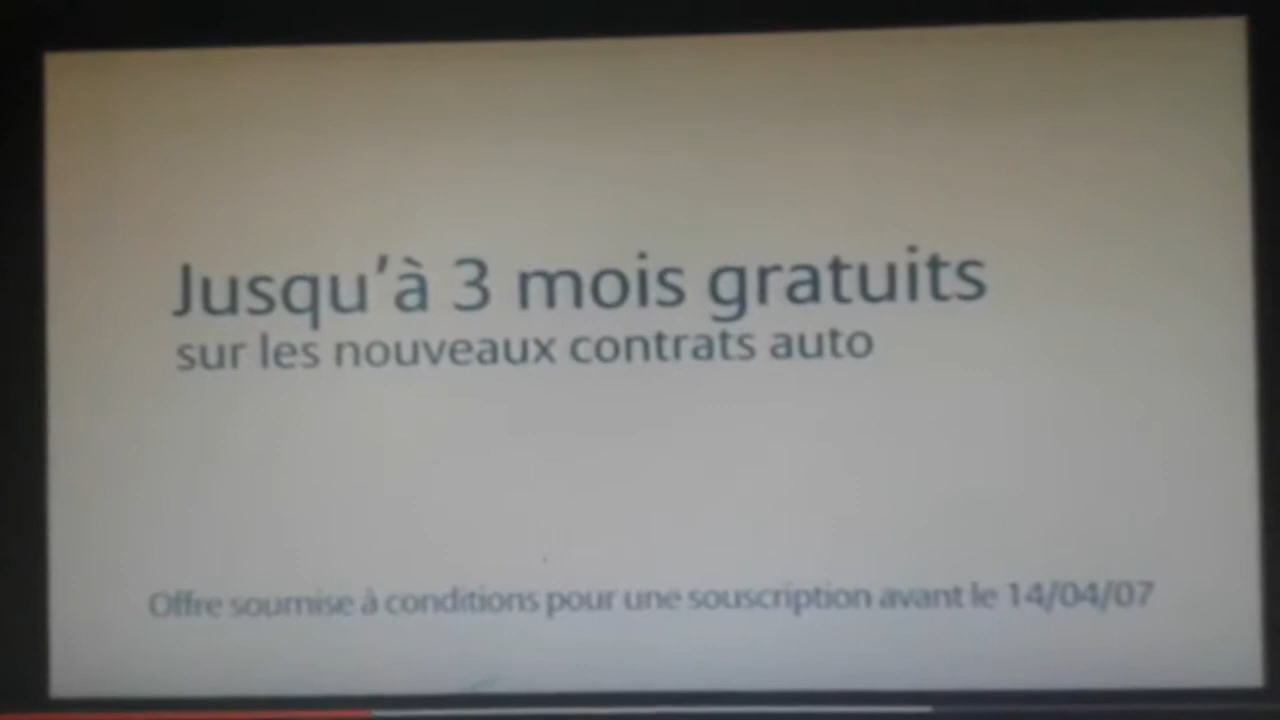 Jusqu'à 3 mois gratuits
sur les nouveaux contrats auto
Offre soumise à conditions pour une souscription avant le 14/04/07